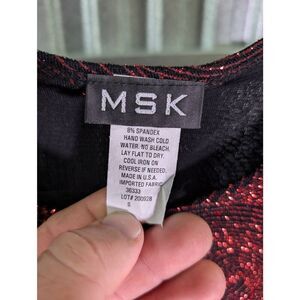 MSK
8% SPANDEX
HAND WASH COLD
WATER. NO BLEACH.
LAY FLAT TO DRY.
COOL IRON ON
REVERSE IF NEEDED.
MADE IN U.S.A.
IMPORTED FABRIC
36333
LOT# 200928
S